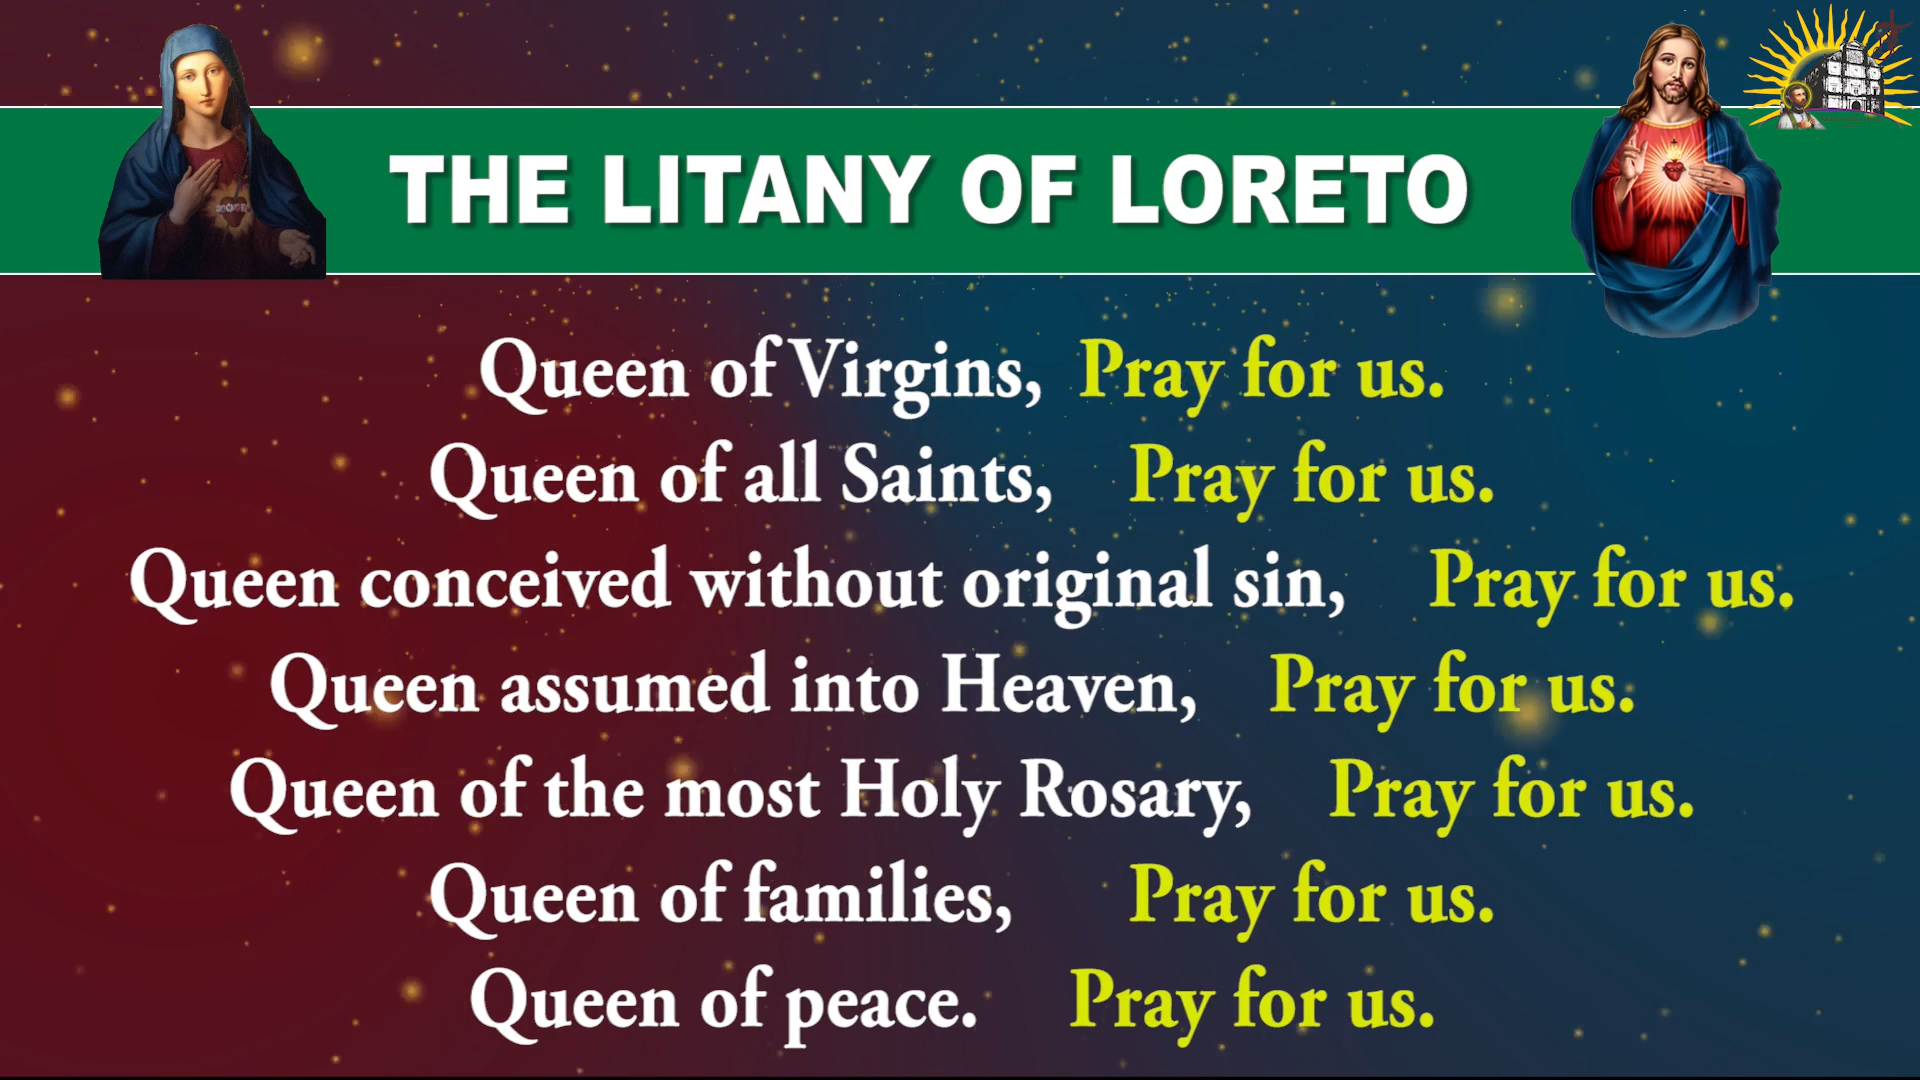 THE LITANY OF LORETO
Queen of Virgins, Pray for us.
Queen of all Saints, Pray for us.
Queen conceived without original sin, Pray for us.
Queen assumed into Heaven, Pray for us.
Queen of the most Holy Rosary, Pray for us.
Queen of families, Pray for us.
Queen of peace. Pray for us.